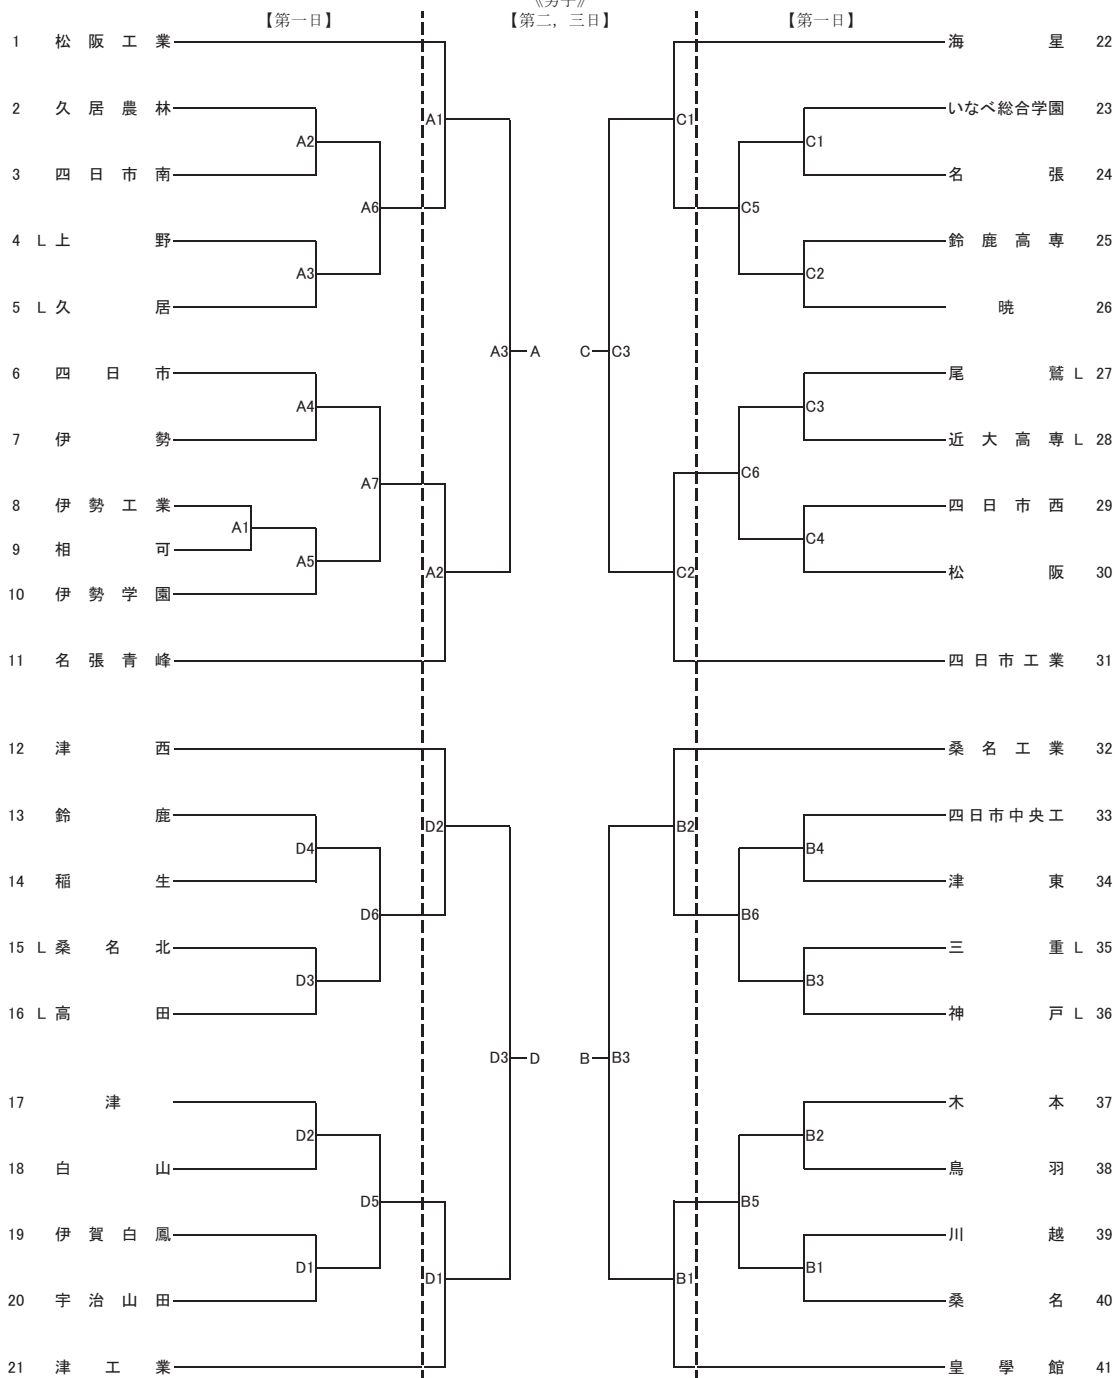 《男子》
【第一日】 【第二，三日】 【第一日】
1 松阪工業 海星 22
2 久居農林 いなべ総合学園 23
A1 C1
A2 C1
3 四日市南 名張 24
A6 C5
4 L 上野 鈴鹿高専 25
A3 C2
5 L 久居 暁 26
A3 A C C3
6 四日市 尾鷲 L 27
A4 C3
7 伊勢 近大高専 L 28
A7 C6
8 伊勢工業 四日市西 29
A1
9 相可 C4
A5
A2 C2
10 伊勢学園 松阪 30
11 名張青峰 四日市工業 31
12 津西 桑名工業 32
13 鈴鹿 四日市中央工 33
D2 B2
D4 B4
14 稲生 津東 34
D6 B6
15 L 桑名北 三重 L 35
D3 B3
16 L 高田 神戸 L 36
D3 D B B3
17 津 木本 37
D2 B2
18 白山 鳥羽 38
D5 B5
19 伊賀白鳳 川越 39
D1 B1
D1 B1
20 宇治山田 桑名 40
21 津工業 皇學館 41